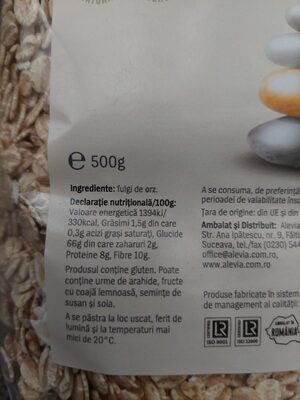 ℮ 500g
Ingrediente: fulgi de orz.
Declarație nutrițională/100g:
Valoare energetică 1394kj/
330kcal, Grăsimi 1,5g din care
0,3g acizi grași saturați, Glucide
66g din care zaharuri 2g,
Proteine 8g, Fibre 10g.
Produsul conține gluten. Poate
conține urme de arahide, fructe
cu coajă lemnoasă, semințe de
susan și soia.
A se păstra la loc uscat, ferit de
lumină și la temperaturi mai
mici de 20°C.
A se consuma, de preferință
perioadei de valabilitate însc
Țara de origine: din UE și din
Ambalat și Distribuit: Alevia
Str. Ana Ipătescu, nr. 9, Fălti
Suceava, tel./fax (0230) 544
office@alevia.com.ro
www.alevia.com.ro
Produse fabricate în sistem
de management al calității:
LR
ISO 9001
LR
ISO 22000
ROMÂNIA